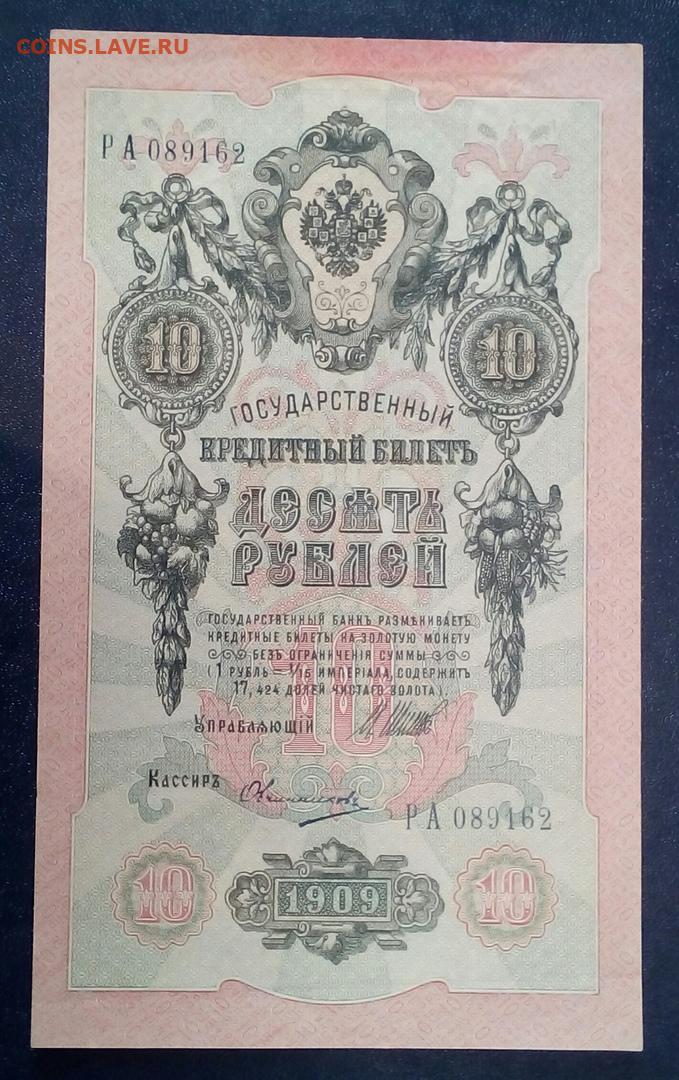 COINS.LAVE.RU
РА 089162
10
10
ГОСУДАРСТВЕННЫЙ
КРЕДИТНЫЙ БИЛЕТЪ
ДЕСЯТЬ
РУБЛЕЙ
ГОСУДАРСТВЕННЫЙ БАНКЪ РАЗМѢНИВАЕТЪ
КРЕДИТНЫЕ БИЛЕТЫ НА ЗОЛОТУЮ МОНЕТУ
БЕЗЪ ОГРАНИЧЕНІЯ СУММЫ
(1 РУБЛЬ = 1/15 ИМПЕРІАЛА, СОДЕРЖИТЪ
17,424 ДОЛЕЙ ЧИСТАГО ЗОЛОТА).
10
УПРАВЛЯЮЩІЙ
КАССИРЪ
Овчинников
РА 089162
10
1909
10